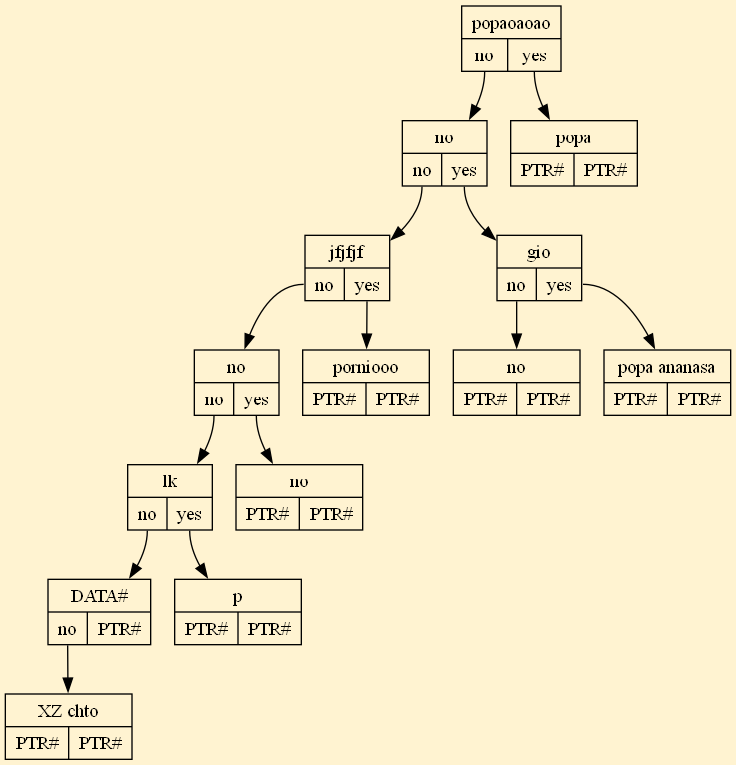 popaoaoao
no yes
no
no yes
popa
PTR# PTR#
jfjfjf
no yes
gio
no yes
no
no yes
porniooo
PTR# PTR#
no
PTR# PTR#
popa ananasa
PTR# PTR#
lk
no yes
no
PTR# PTR#
DATA#
no PTR#
p
PTR# PTR#
XZ chto
PTR# PTR#